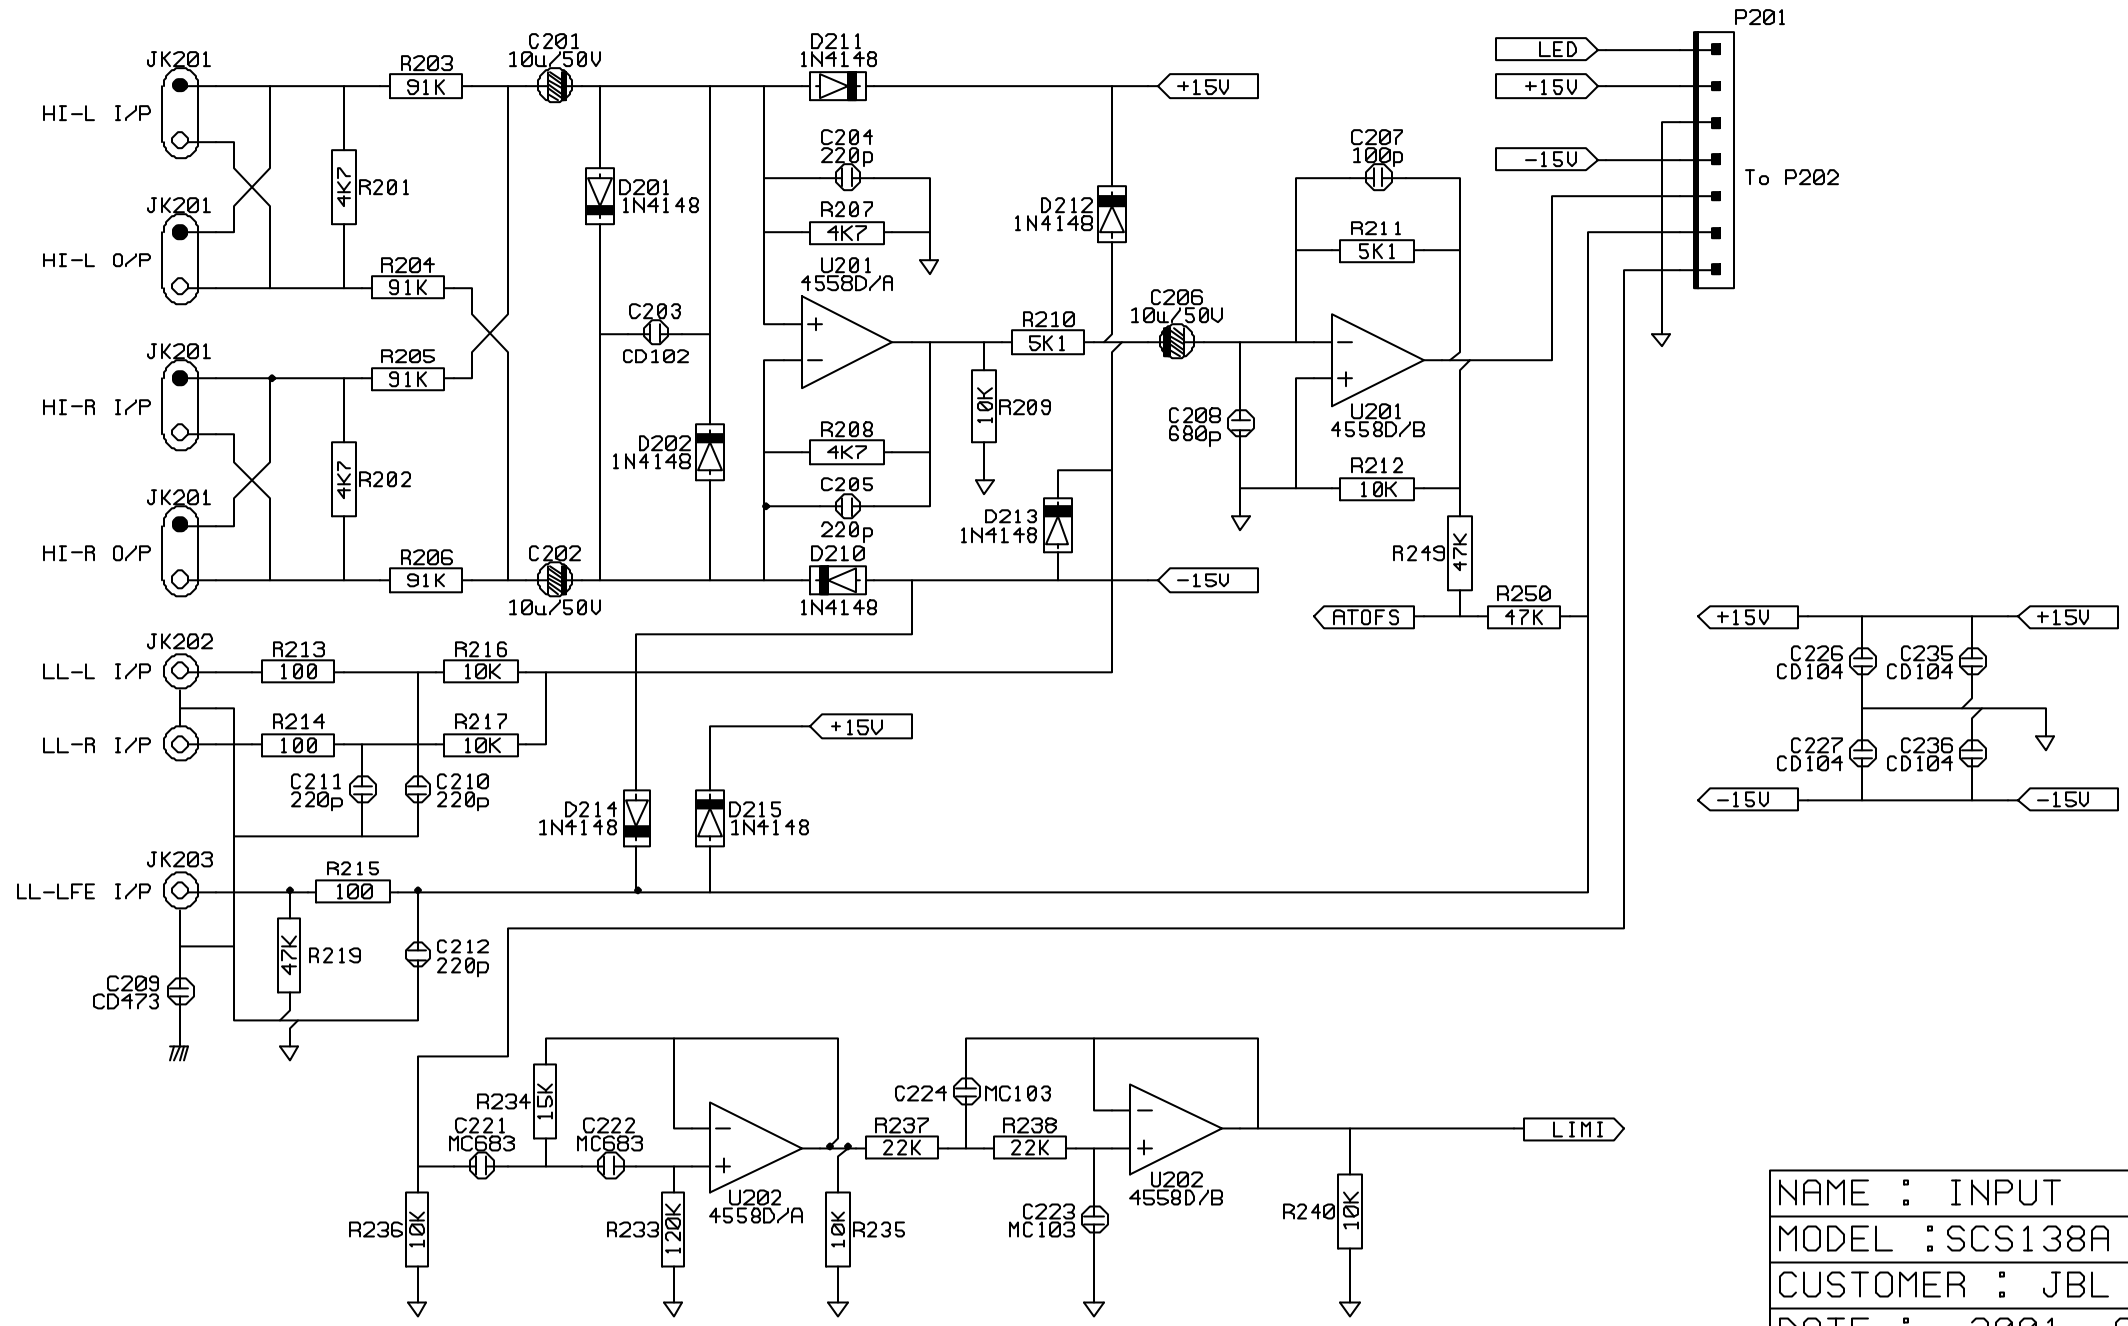 P201
C201
10u/50V
D211
1N4148
JK201
R203
91K
LED
+15V
+15V
HI-L I/P
C204
220p
C207
100p
-15V
To P202
4K7
R201
D201
1N4148
JK201
R207
4K7
D212
1N4148
R211
5K1
HI-L O/P
R204
91K
U201
4558D/A
C203
CD102
C206
10u/50V
R210
5K1
JK201
R205
91K
HI-R I/P
10K
R209
C208
680p
U201
4558D/B
D202
1N4148
R208
4K7
4K7
R202
R212
10K
C205
220p
JK201
D213
1N4148
HI-R O/P
R206
91K
C202
10u/50V
D210
1N4148
-15V
R249
47K
R250
47K
ATOFS
+15V
+15V
JK202
LL-L I/P
R213
100
R216
10K
C226
CD104
C235
CD104
LL-R I/P
R214
100
R217
10K
+15V
C227
CD104
C236
CD104
C211
220p
C210
220p
D214
1N4148
D215
1N4148
-15V
-15V
JK203
LL-LFE I/P
R215
100
47K
R219
C212
220p
C209
CD473
R234
15K
C221
MC683
C222
MC683
C224
MC103
R237
22K
R238
22K
LIMI
U202
4558D/A
U202
4558D/B
R236
10K
R233
120K
10K
R235
C223
MC103
R240
10K
NAME : INPUT
MODEL :SCS138A
CUSTOMER : JBL